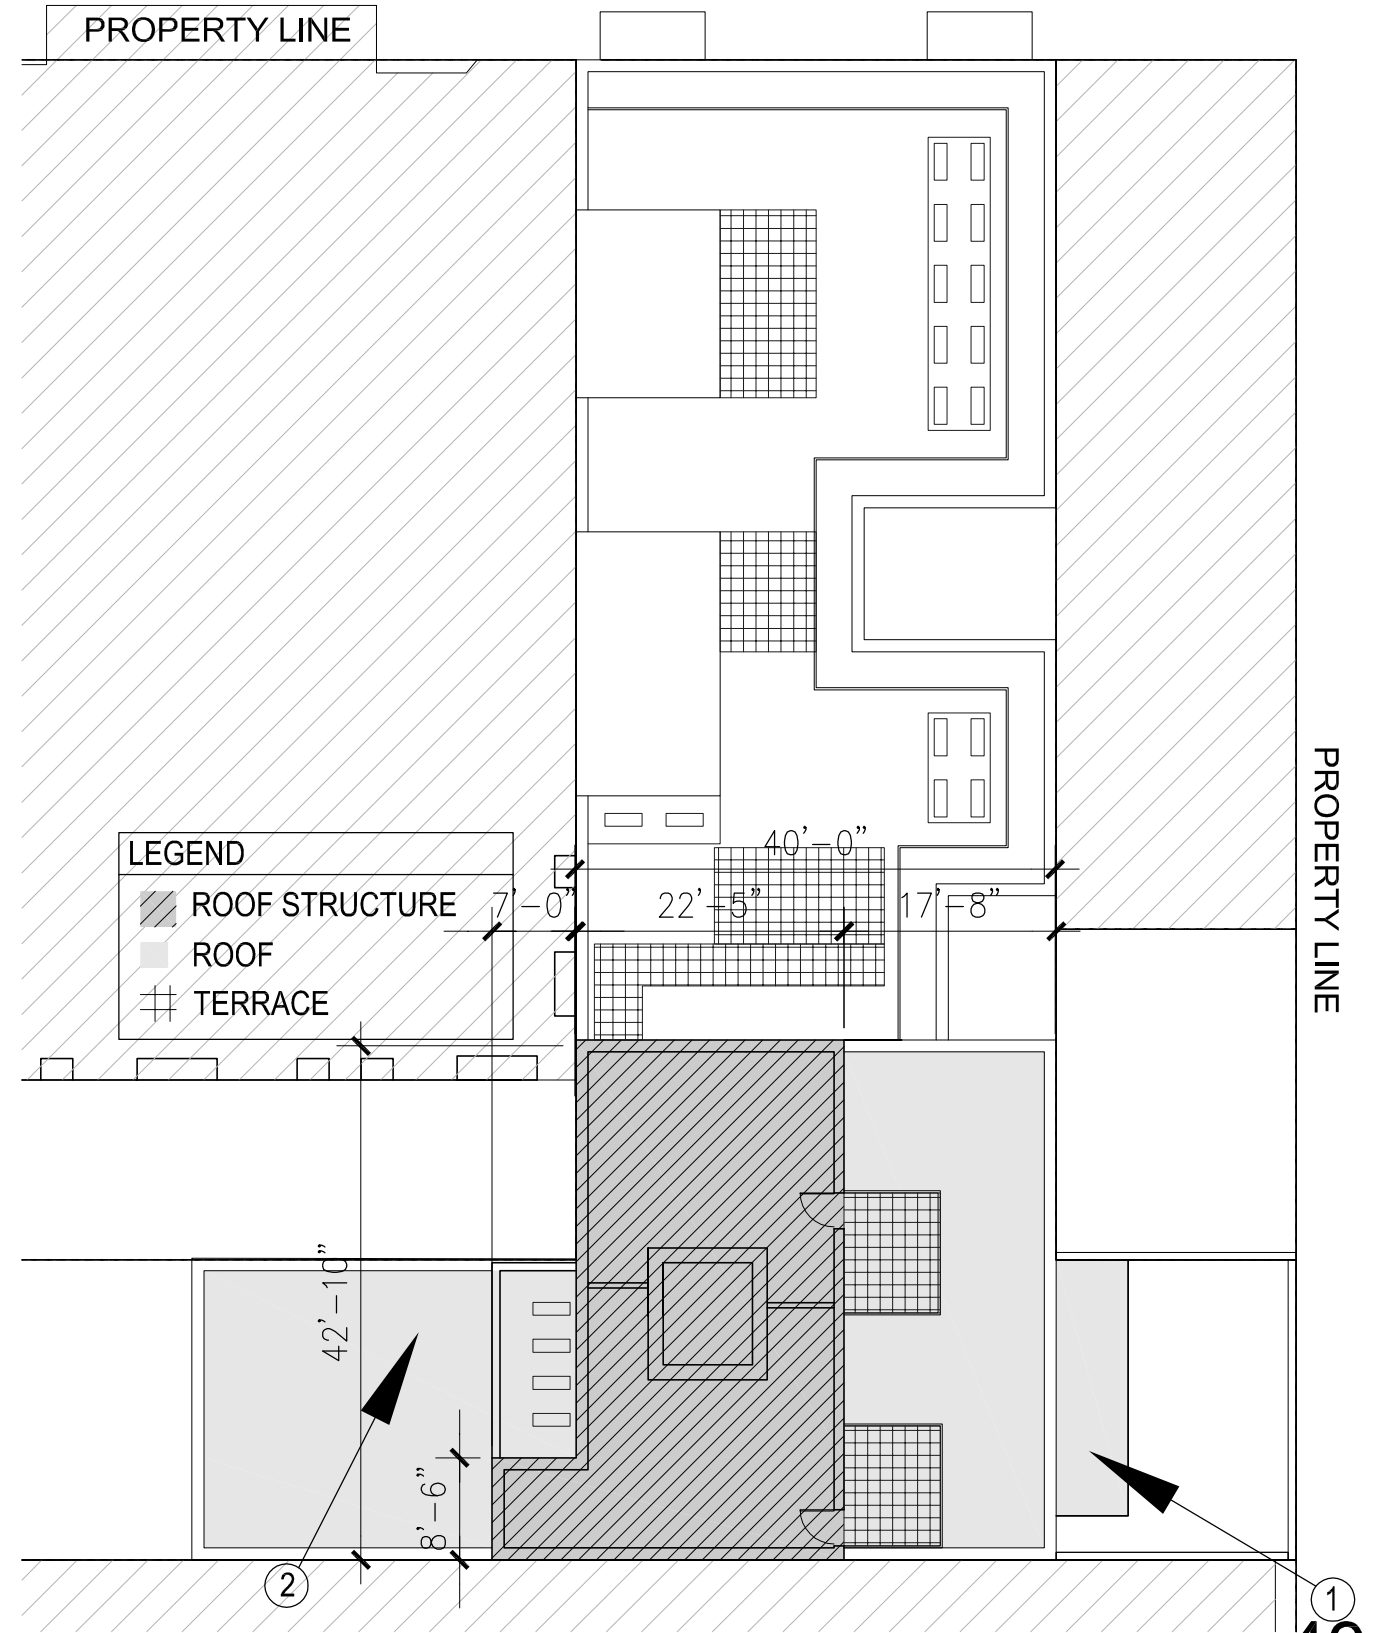 PROPERTY LINE
PROPERTY LINE
40'-0"
7'-0"
22'-5"
17'-8"
LEGEND
ROOF STRUCTURE
ROOF
TERRACE
42'-10"
8'-6"
2
1